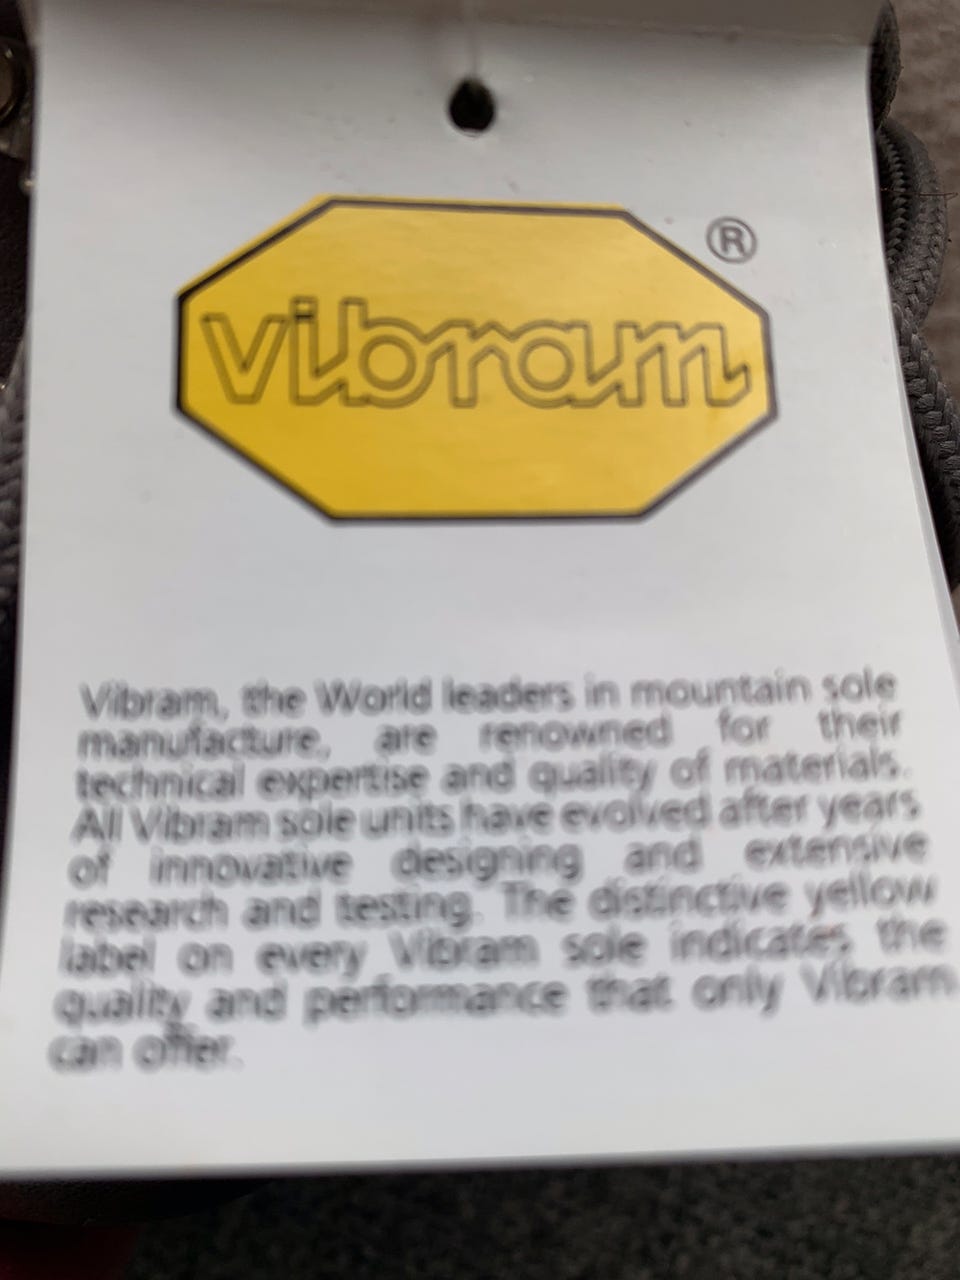 vibram ®
Vibram, the World leaders in mountain sole
manufacture, are renowned for their
technical expertise and quality of materials.
All Vibram sole units have evolved after years
of innovative designing and extensive
research and testing. The distinctive yellow
label on every Vibram sole indicates the
quality and performance that only Vibram
can offer.